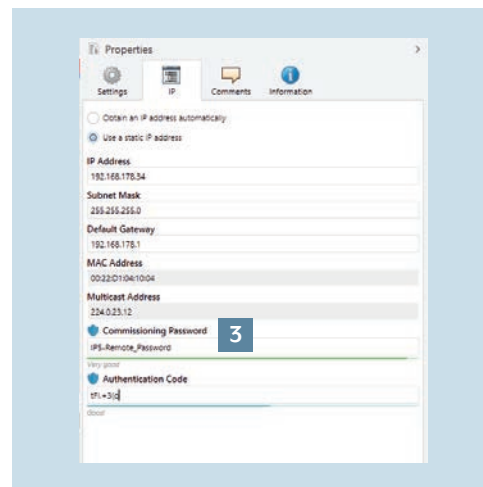 Properties
Settings IP Comments Information
Obtain an IP address automatically
Use a static IP address
IP Address
192.168.178.54
Subnet Mask
255.255.255.0
Default Gateway
192.168.178.1
MAC Address
00:22:D1:04:10:04
Multicast Address
224.0.23.12
Commissioning Password
3
IPS-Remote_Password
Very good
Authentication Code
Good